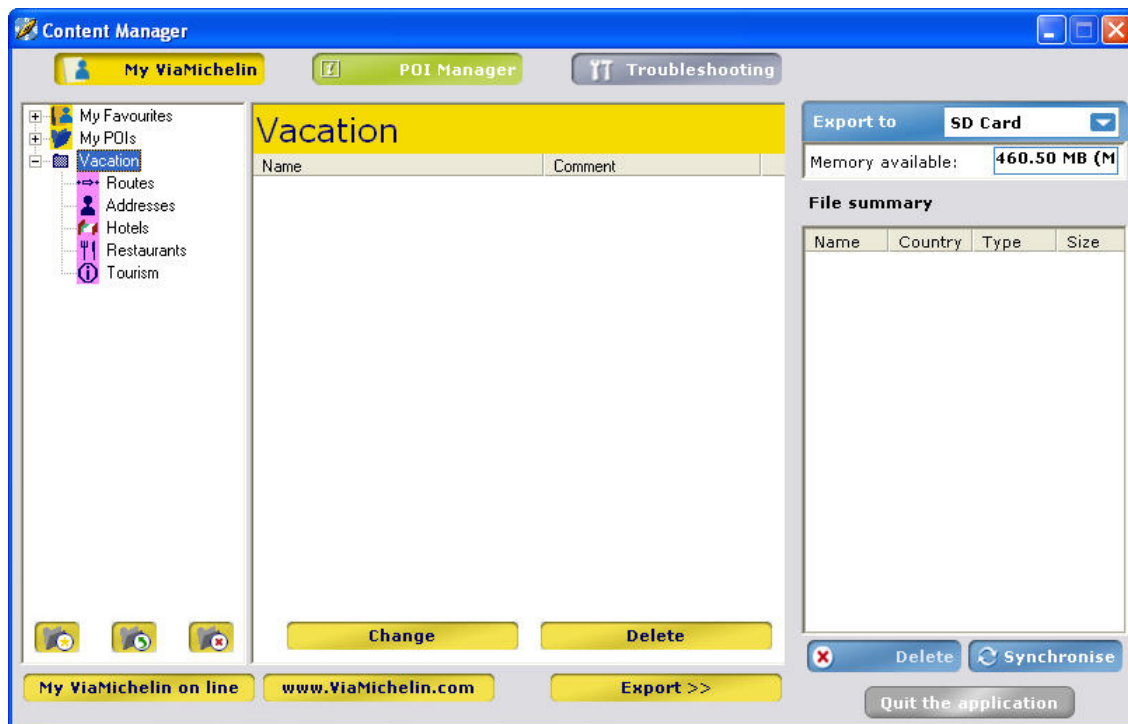 Content Manager
My ViaMichelin
POI Manager
Troubleshooting
My Favourites
My POIs
Vacation
Routes
Addresses
Hotels
Restaurants
Tourism
Vacation
Name Comment
Change
Delete
Export to SD Card
Memory available: 460.50 MB (M
File summary
Name Country Type Size
Delete
Synchronise
My ViaMichelin on line
www.ViaMichelin.com
Export >>
Quit the application